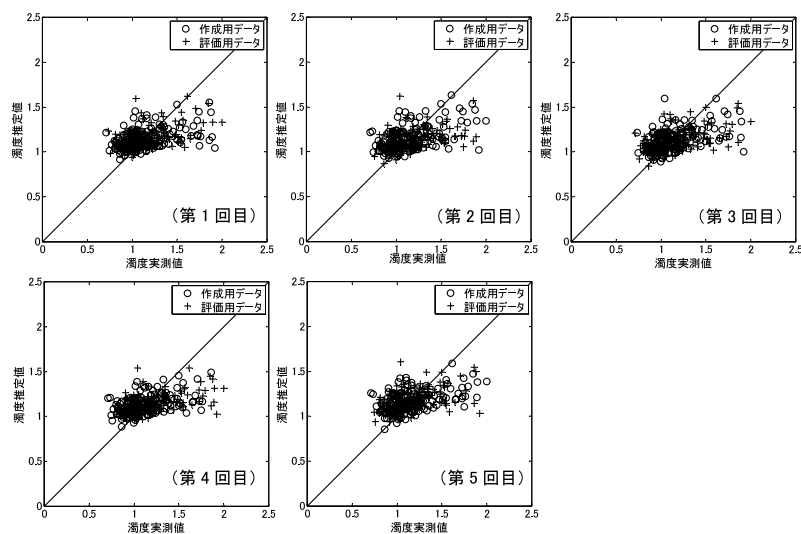 2.5
2
1.5
1
0.5
0
0 0.5 1 1.5 2 2.5
濁度推定値
濁度実測値
○ 作成用データ
+ 評価用データ
(第1回目)
2.5
2
1.5
1
0.5
0
0 0.5 1 1.5 2 2.5
濁度推定値
濁度実測値
○ 作成用データ
+ 評価用データ
(第2回目)
2.5
2
1.5
1
0.5
0
0 0.5 1 1.5 2 2.5
濁度推定値
濁度実測値
○ 作成用データ
+ 評価用データ
(第3回目)
2.5
2
1.5
1
0.5
0
0 0.5 1 1.5 2 2.5
濁度推定値
濁度実測値
○ 作成用データ
+ 評価用データ
(第4回目)
2.5
2
1.5
1
0.5
0
0 0.5 1 1.5 2 2.5
濁度推定値
濁度実測値
○ 作成用データ
+ 評価用データ
(第5回目)